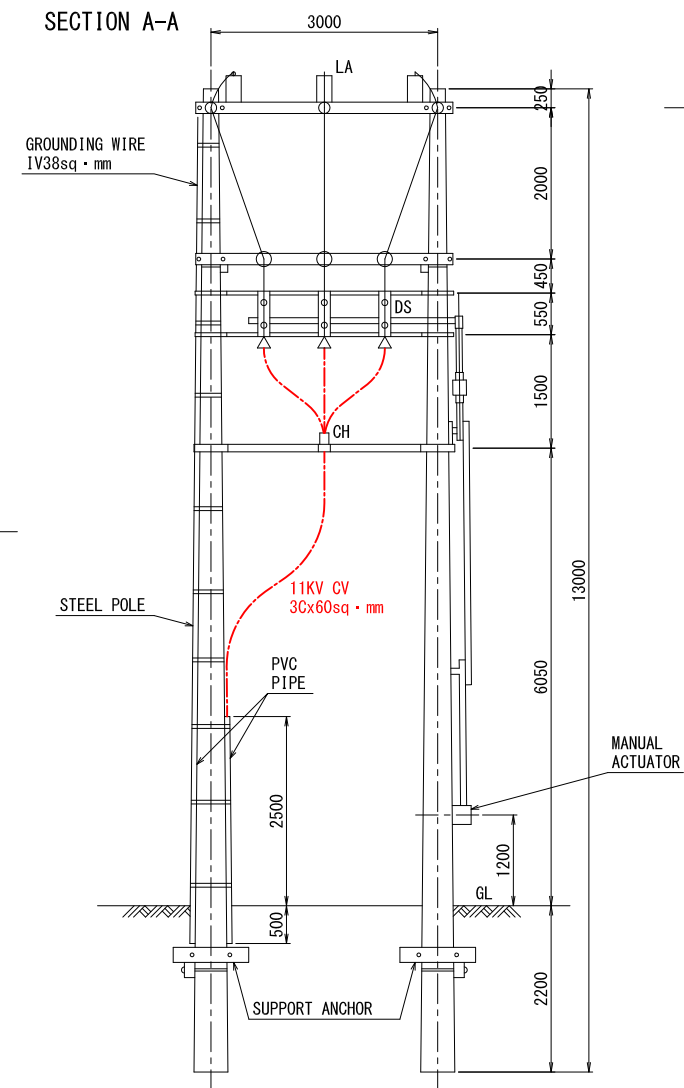 SECTION A-A
3000
LA
250
GROUNDING WIRE
IV38sq・mm
2000
450
DS
550
1500
CH
13000
11KV CV
3Cx60sq・mm
STEEL POLE
6050
PVC
PIPE
MANUAL
ACTUATOR
2500
1200
GL
500
2200
SUPPORT ANCHOR